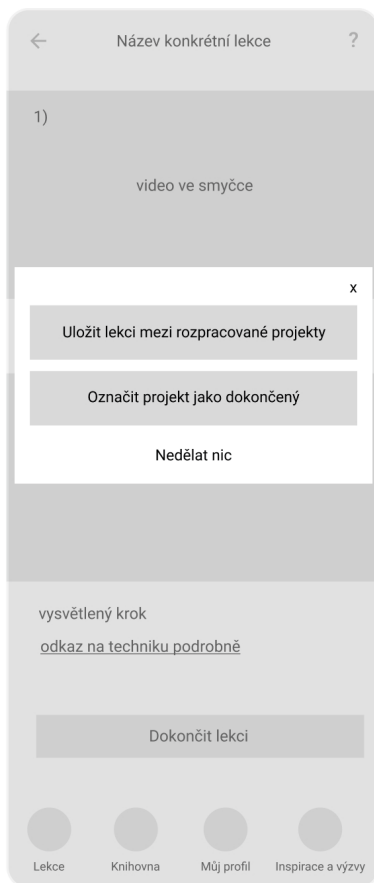 ←
Název konkrétní lekce
?
1)
video ve smyčce
x
Uložit lekci mezi rozpracované projekty
Označit projekt jako dokončený
Nedělat nic
vysvětlený krok
odkaz na techniku podrobně
Dokončit lekci
Lekce
Knihovna
Můj profil
Inspirace a výzvy